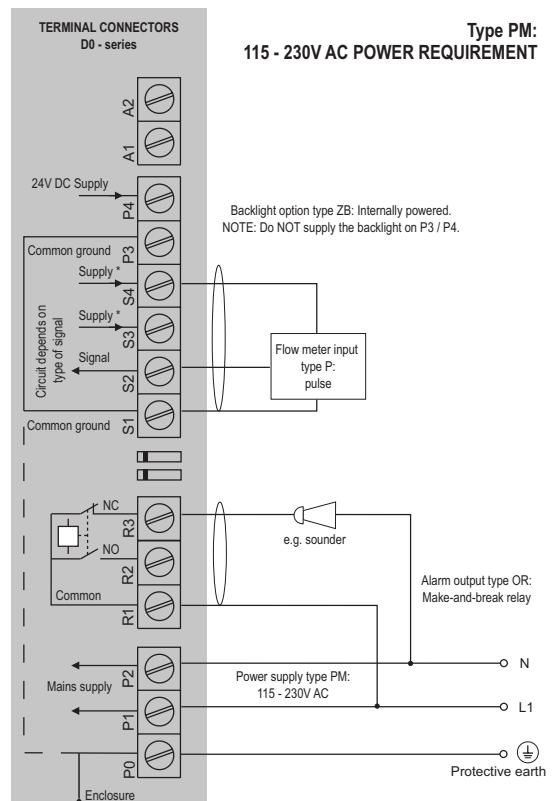 TERMINAL CONNECTORS
D0 - series
Type PM:
115 - 230V AC POWER REQUIREMENT
A2
A1
24V DC Supply
P4
Backlight option type ZB: Internally powered.
NOTE: Do NOT supply the backlight on P3 / P4.
Common ground
P3
Supply *
S4
Supply *
S3
Circuit depends on
type of signal
Signal
S2
Flow meter input
type P:
pulse
Common ground
S1
NC
R3
e.g. sounder
NO
R2
Alarm output type OR:
Make-and-break relay
Common
R1
P2
N
Mains supply
Power supply type PM:
115 - 230V AC
P1
L1
P0
Protective earth
Enclosure